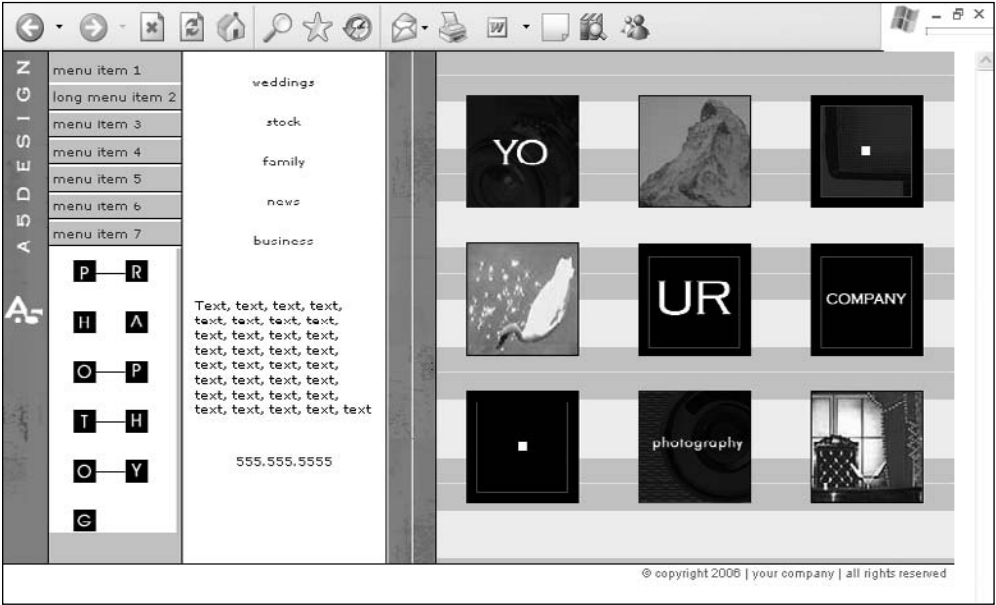 A5DESIGN
A5
menu item 1
long menu item 2
menu item 3
menu item 4
menu item 5
menu item 6
menu item 7
P R
H A
O P
T H
O Y
G
weddings
stock
family
news
business
Text, text, text, text,
text, text, text, text,
text, text, text, text,
text, text, text, text,
text, text, text, text,
text, text, text, text,
text, text, text, text,
text, text, text, text, text
555.555.5555
YO
UR
COMPANY
photography
© copyright 2006 | your company | all rights reserved